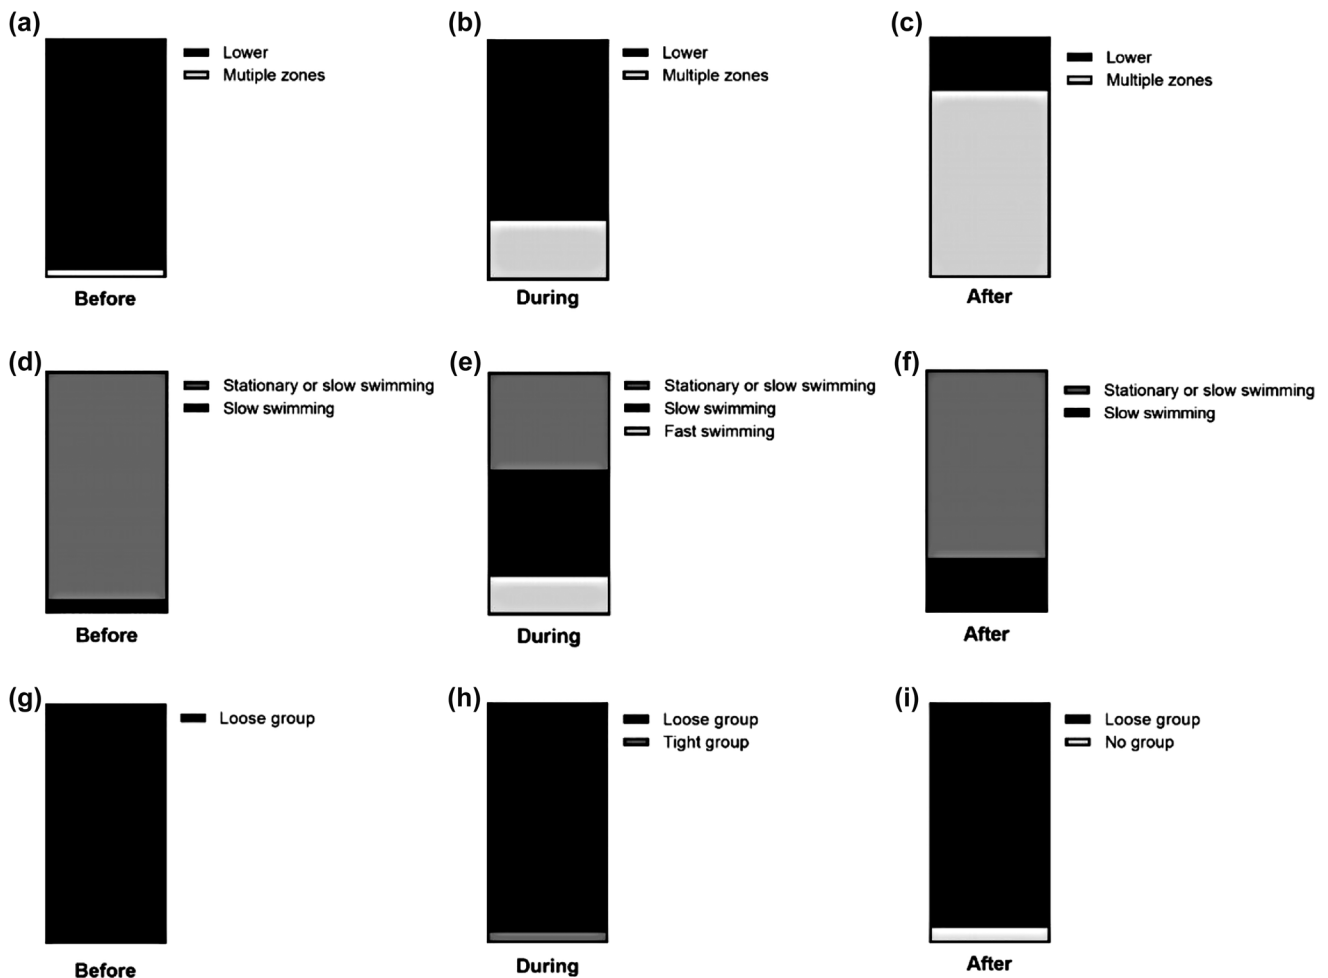 (a)
Lower
Mutiple zones
Before
(b)
Lower
Multiple zones
During
(c)
Lower
Multiple zones
After
(d)
Stationary or slow swimming
Slow swimming
Before
(e)
Stationary or slow swimming
Slow swimming
Fast swimming
During
(f)
Stationary or slow swimming
Slow swimming
After
(g)
Loose group
Before
(h)
Loose group
Tight group
During
(i)
Loose group
No group
After